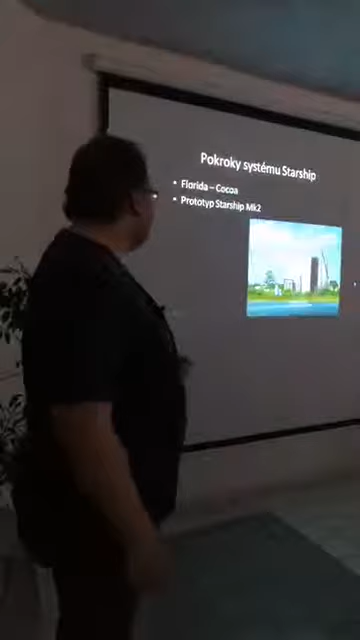 Pokroky systému Starship
• Florida – Cocoa
• Prototyp Starship Mk2